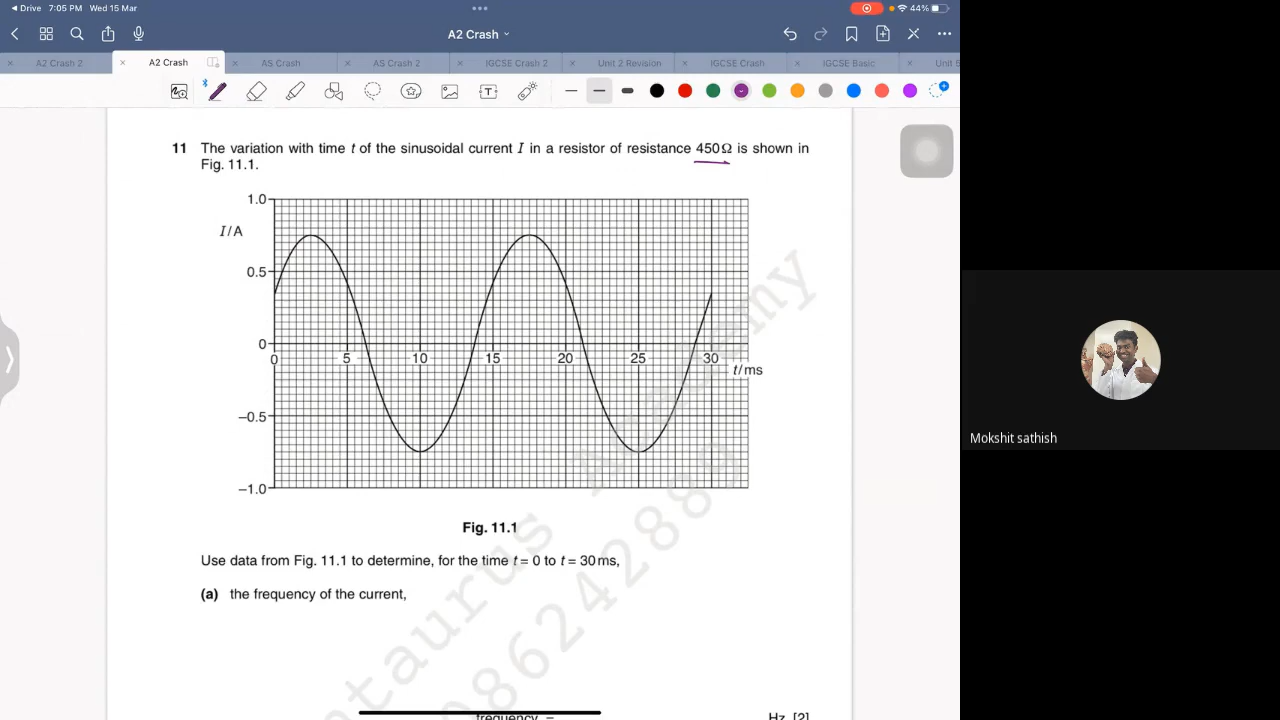 Drive 7:05 PM Wed 15 Mar
44%
A2 Crash
A2 Crash 2
A2 Crash
AS Crash
AS Crash 2
IGCSE Crash 2
Unit 2 Revision
IGCSE Crash
IGCSE Basic
Unit 5
11 The variation with time t of the sinusoidal current I in a resistor of resistance 450Ω is shown in
Fig. 11.1.
1.0
I/A
0.5
0
0 5 10 15 20 25 30
t/ms
−0.5
−1.0
Fig. 11.1
Use data from Fig. 11.1 to determine, for the time t = 0 to t = 30 ms,
(a) the frequency of the current,
frequency = Hz [2]
Mokshit sathish